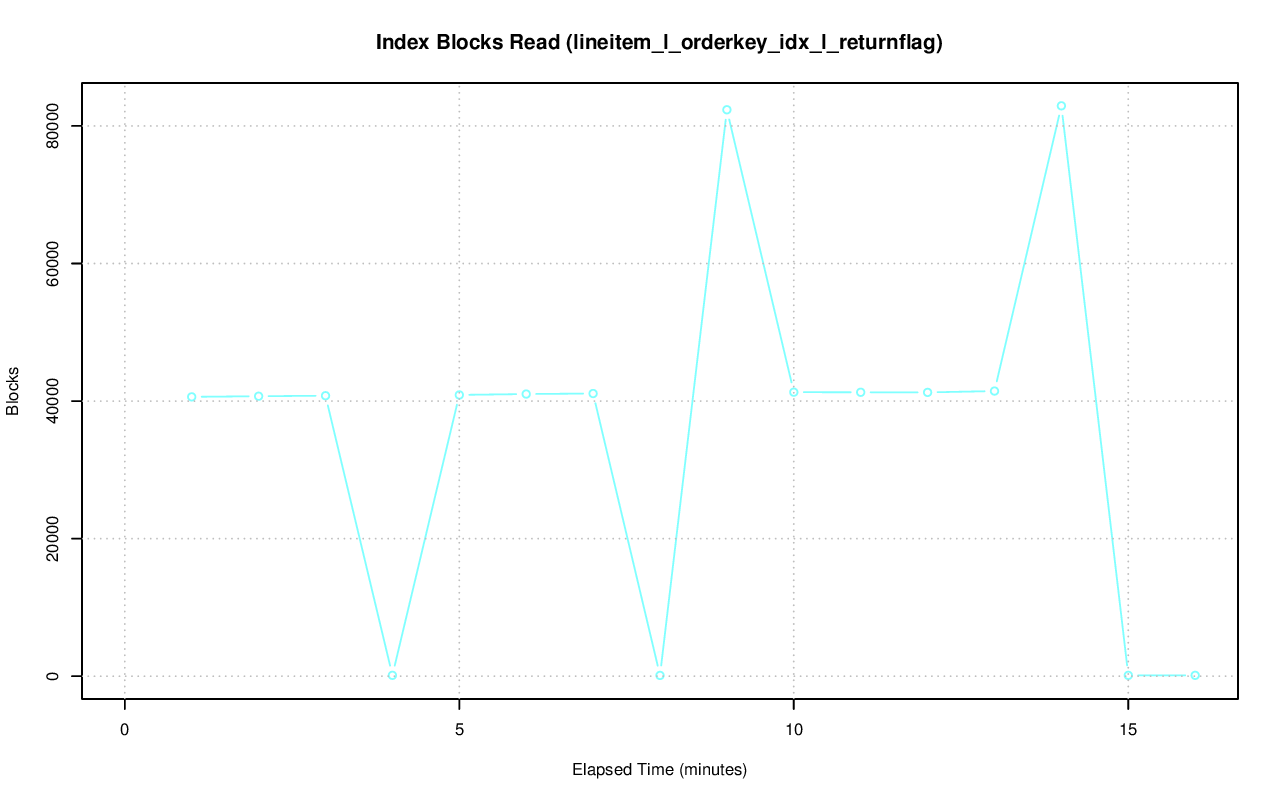 Index Blocks Read (lineitem_l_orderkey_idx_l_returnflag)
80000
60000
40000
20000
0
Blocks
0 5 10 15
Elapsed Time (minutes)